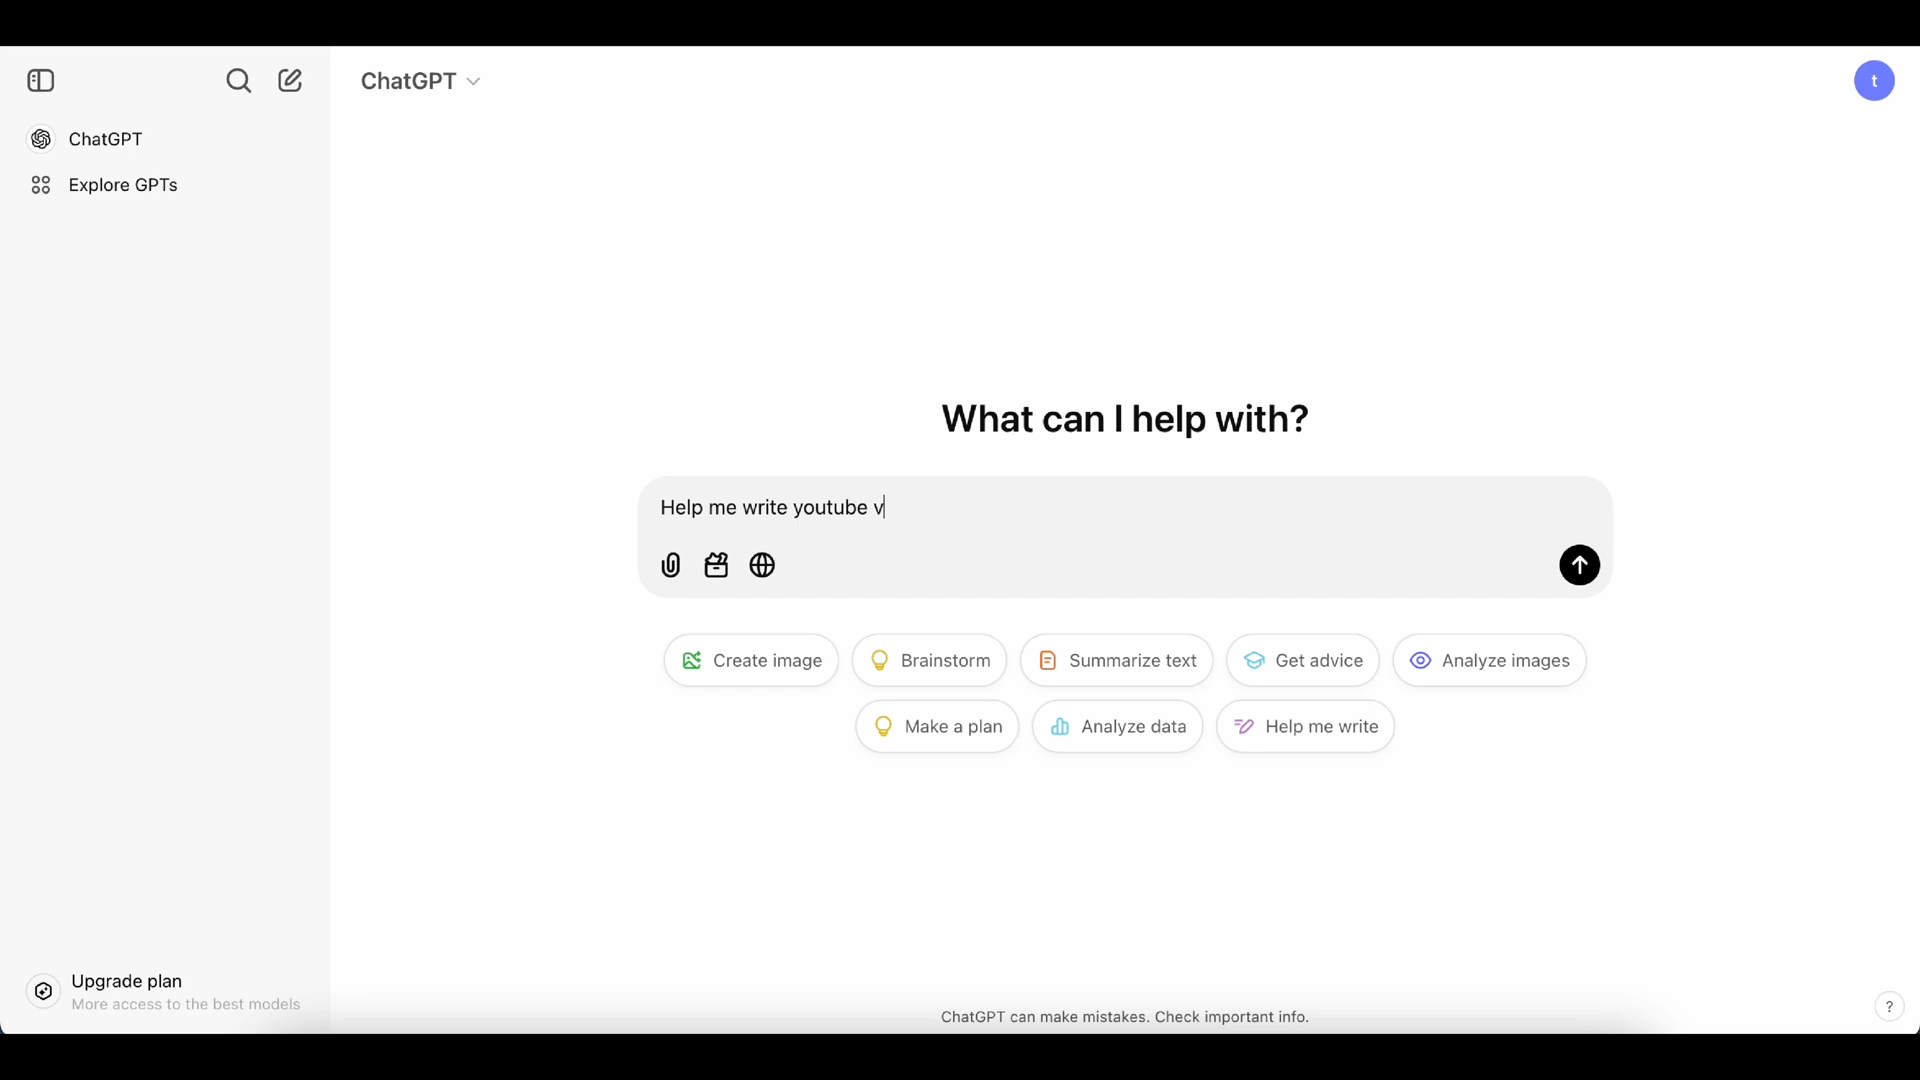 ChatGPT
t
ChatGPT
Explore GPTs
What can I help with?
Help me write youtube v
Create image
Brainstorm
Summarize text
Get advice
Analyze images
Make a plan
Analyze data
Help me write
Upgrade plan
More access to the best models
ChatGPT can make mistakes. Check important info.
?